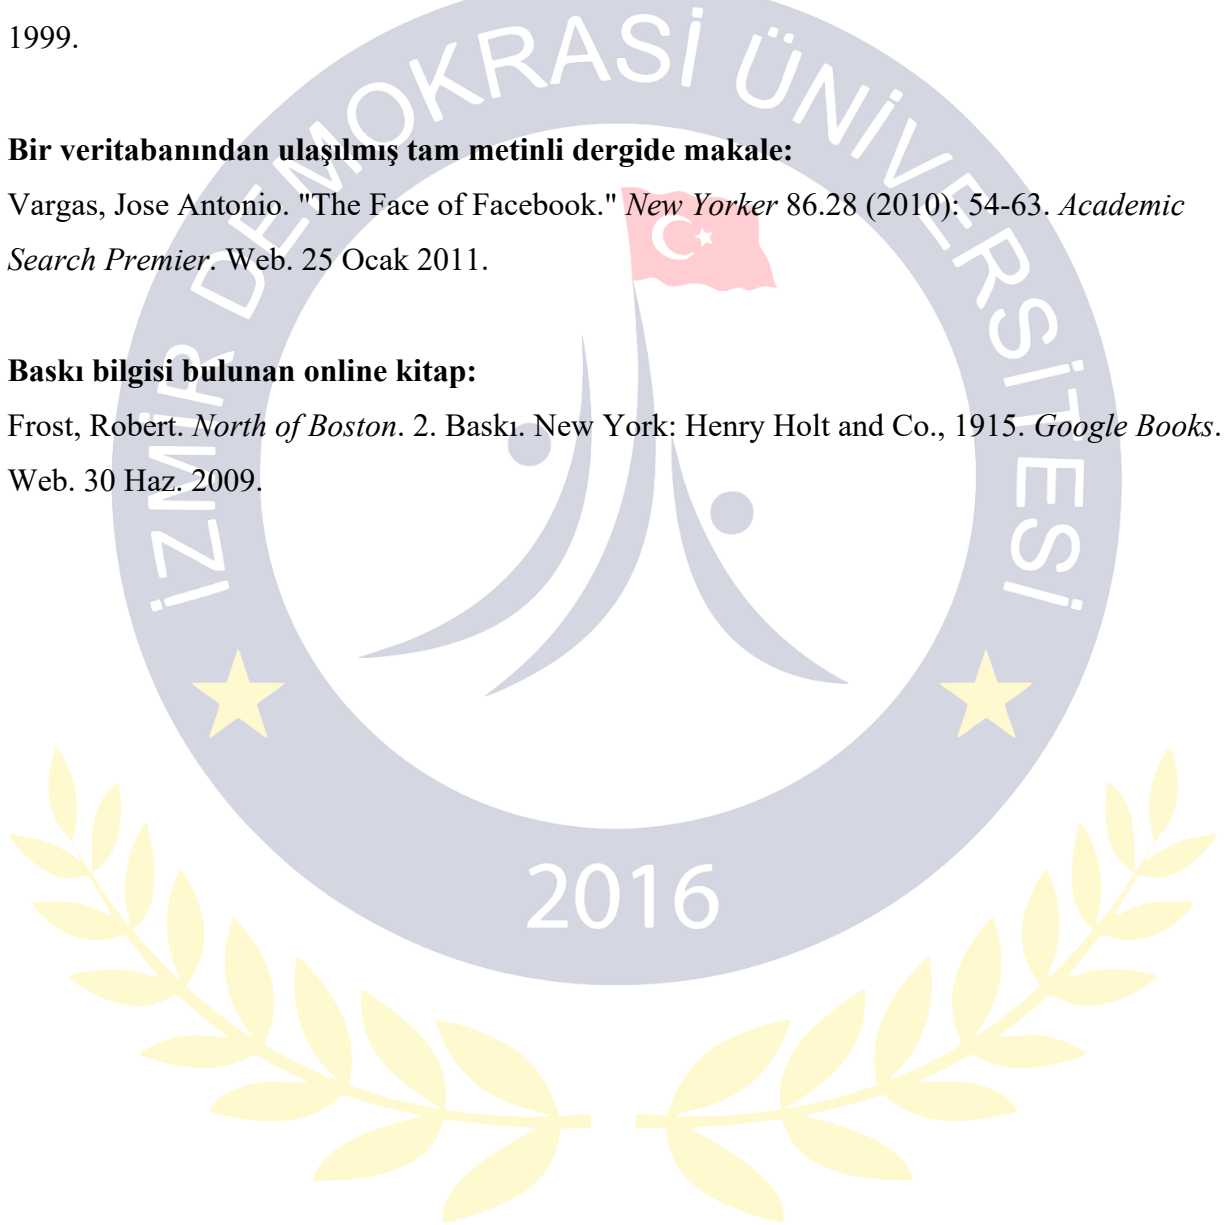 1999.
Bir veritabanından ulaşılmış tam metinli dergide makale:
Vargas, Jose Antonio. "The Face of Facebook." New Yorker 86.28 (2010): 54-63. Academic
Search Premier. Web. 25 Ocak 2011.
Baskı bilgisi bulunan online kitap:
Frost, Robert. North of Boston. 2. Baskı. New York: Henry Holt and Co., 1915. Google Books.
Web. 30 Haz. 2009.
İZMİR DEMOKRASİ ÜNİVERSİTESİ
2016